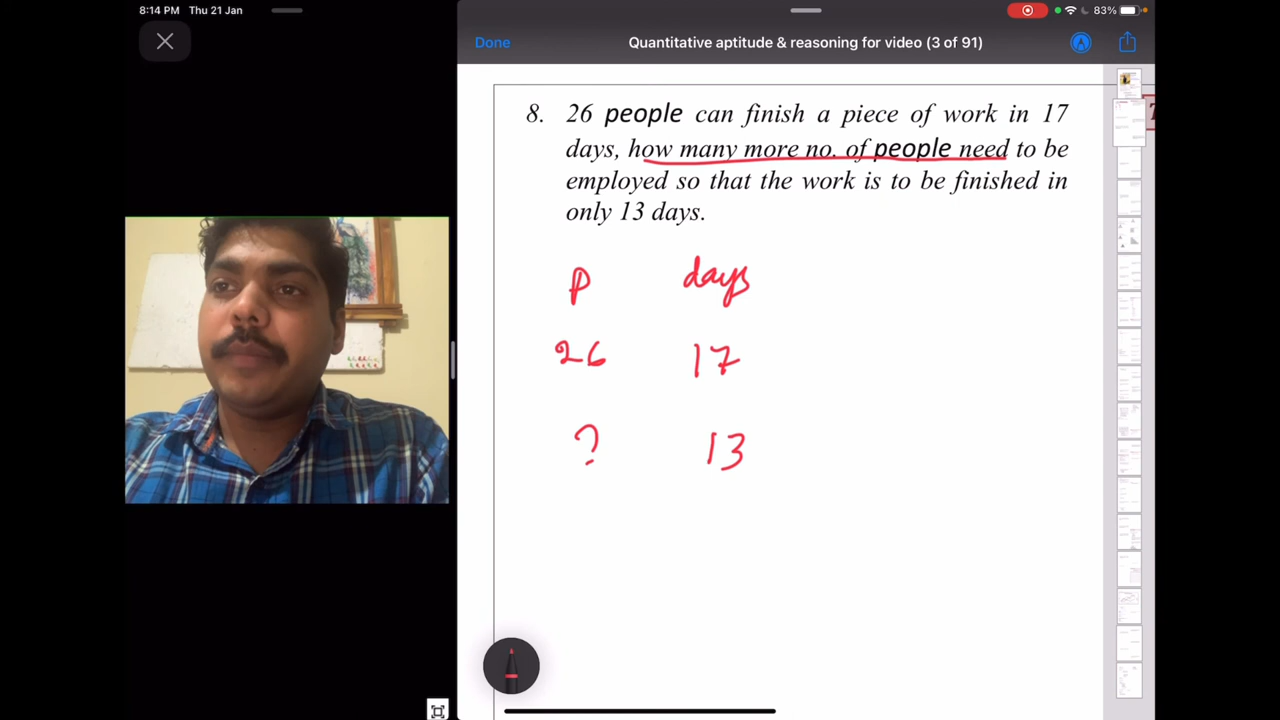 8:14 PM Thu 21 Jan
83%
Done
Quantitative aptitude & reasoning for video (3 of 91)
8. 26 people can finish a piece of work in 17
days, how many more no. of people need to be
employed so that the work is to be finished in
only 13 days.
P days
26 17
? 13